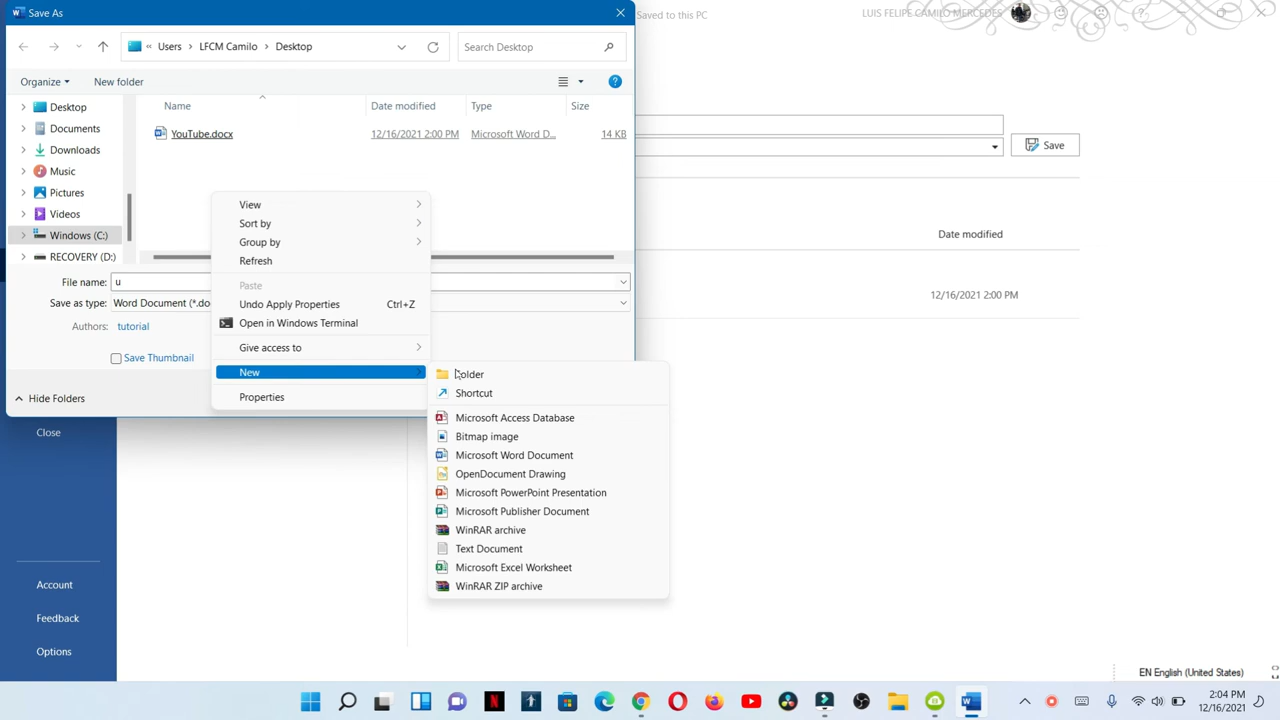 Save As
Saved to this PC
LUIS FELIPE CAMILO MERCEDES
Users > LFCM Camilo > Desktop
Search Desktop
Organize
New folder
Name
Date modified
Type
Size
Desktop
Documents
Downloads
Music
Pictures
Videos
Windows (C:)
RECOVERY (D:)
YouTube.docx
12/16/2021 2:00 PM
Microsoft Word D...
14 KB
View
Sort by
Group by
Refresh
Paste
Undo Apply Properties Ctrl+Z
Open in Windows Terminal
Give access to
New
Properties
File name: u
Save as type: Word Document (*.do
Authors: tutorial
Save Thumbnail
Hide Folders
Folder
Shortcut
Microsoft Access Database
Bitmap image
Microsoft Word Document
OpenDocument Drawing
Microsoft PowerPoint Presentation
Microsoft Publisher Document
WinRAR archive
Text Document
Microsoft Excel Worksheet
WinRAR ZIP archive
Save
Date modified
12/16/2021 2:00 PM
Close
Account
Feedback
Options
EN English (United States)
2:04 PM
12/16/2021